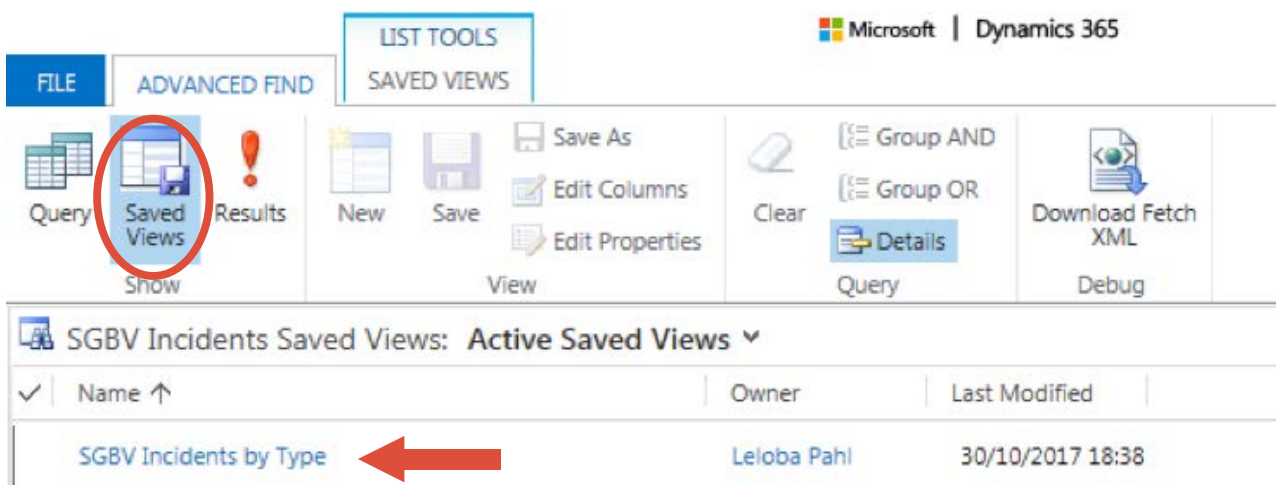 LIST TOOLS
Microsoft | Dynamics 365
FILE ADVANCED FIND SAVED VIEWS
Query Saved Views Results New Save Save As Edit Columns Edit Properties Clear Group AND Group OR Details Download Fetch XML
Show View Query Debug
SGBV Incidents Saved Views: Active Saved Views
Name Owner Last Modified
SGBV Incidents by Type Leloba Pahl 30/10/2017 18:38